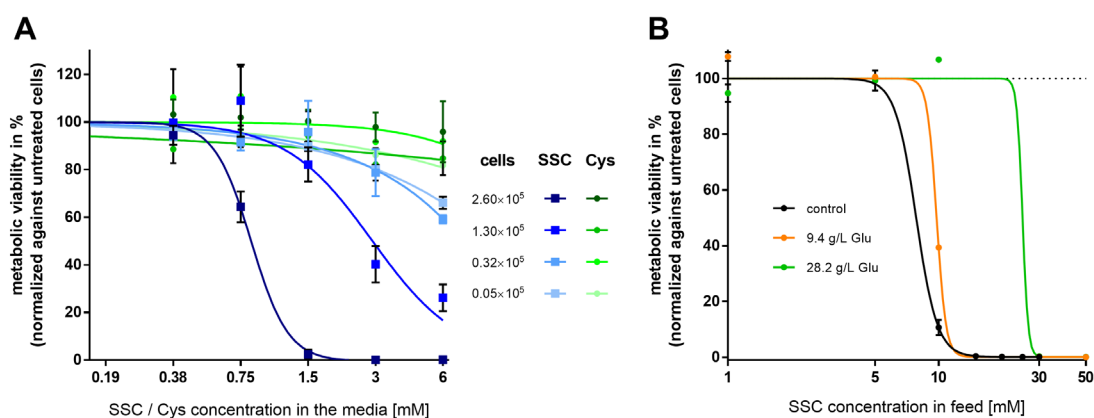 A
metabolic viability in %
(normalized against untreated cells)
120
100
80
60
40
20
0
0.19 0.38 0.75 1.5 3 6
SSC / Cys concentration in the media [mM]
cells SSC Cys
2.60×10⁵
1.30×10⁵
0.32×10⁵
0.05×10⁵
B
metabolic viability in %
(normalized against untreated cells)
100
80
60
40
20
0
control
9.4 g/L Glu
28.2 g/L Glu
1 5 10 30 50
SSC concentration in feed [mM]